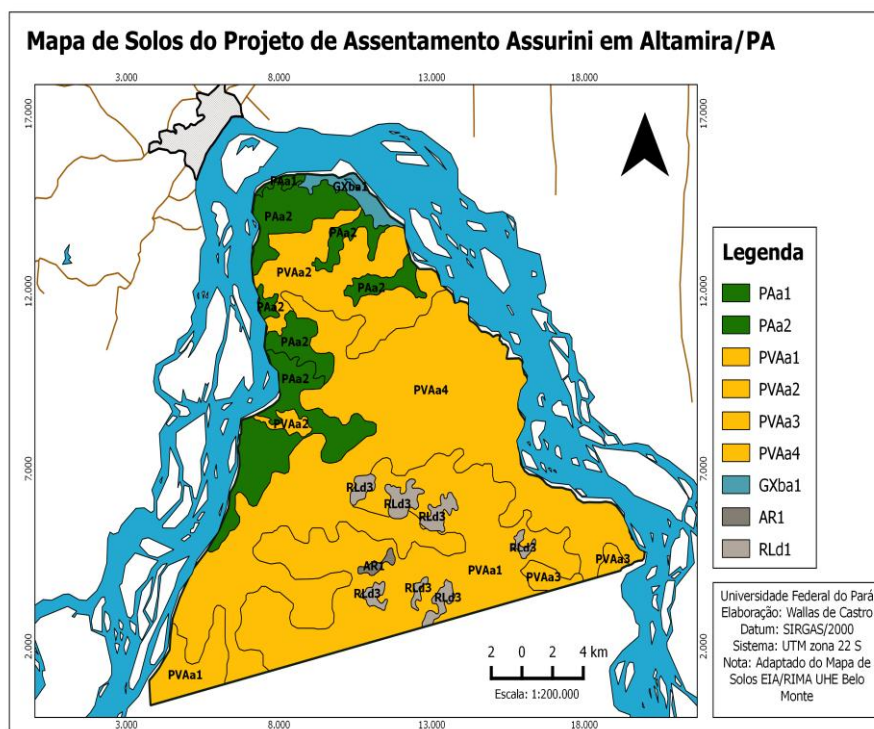 Mapa de Solos do Projeto de Assentamento Assurini em Altamira/PA
3.000 8.000 13.000 18.000
17.000 17.000
PAa1
GXba1
PAa2
PAa2
PVAa2
PAa2
12.000 12.000
PAa2
PAa2
PAa2
PVAa4
PVAa2
7.000 7.000
RLd3
RLd3
RLd3
RLd3
PVAa3
AR1
PVAa1
PVAa3
RLd3
RLd3
RLd3
2.000 2.000
PVAa1
2 0 2 4 km
Escala: 1:200.000
3.000 8.000 13.000 18.000
Legenda
PAa1
PAa2
PVAa1
PVAa2
PVAa3
PVAa4
GXba1
AR1
RLd1
Universidade Federal do Pará
Elaboração: Wallas de Castro
Datum: SIRGAS/2000
Sistema: UTM zona 22 S
Nota: Adaptado do Mapa de
Solos EIA/RIMA UHE Belo
Monte